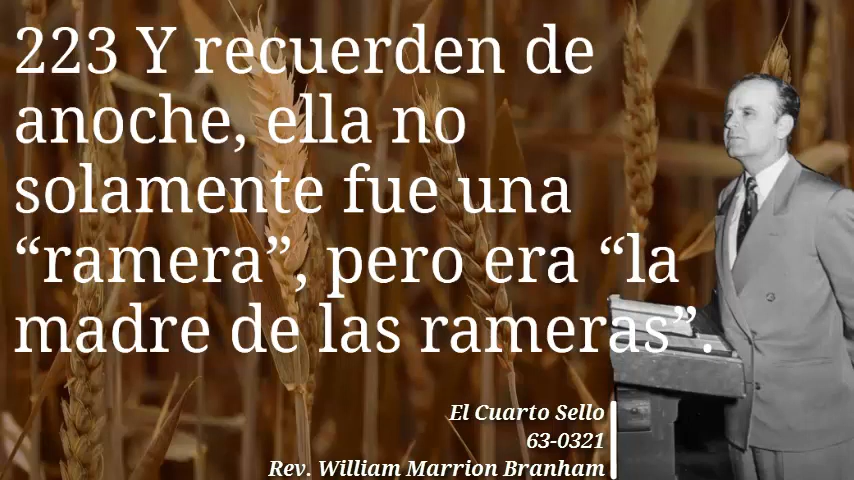 223 Y recuerden de
anoche, ella no
solamente fue una
“ramera”, pero era “la
madre de las rameras”.
El Cuarto Sello
63-0321
Rev. William Marrion Branham